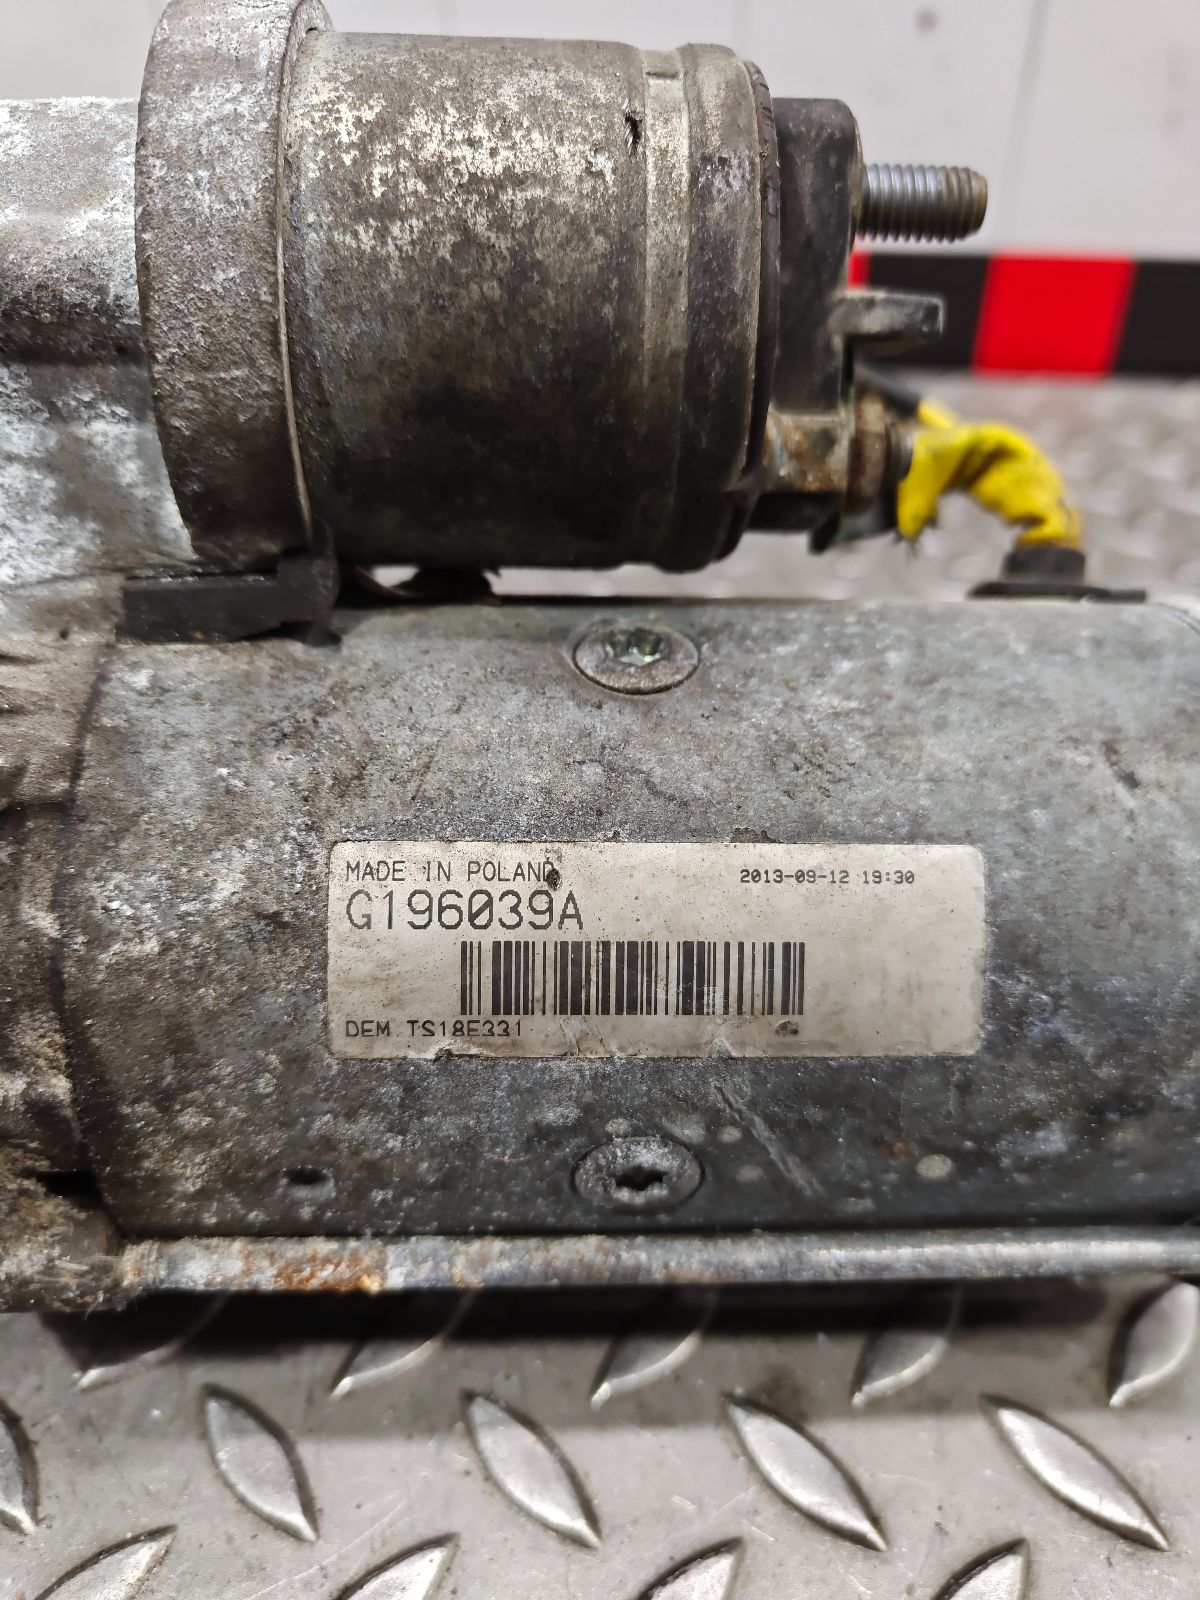 MADE IN POLAND
2013-09-12 19:30
G196039A
DEM TS18E331